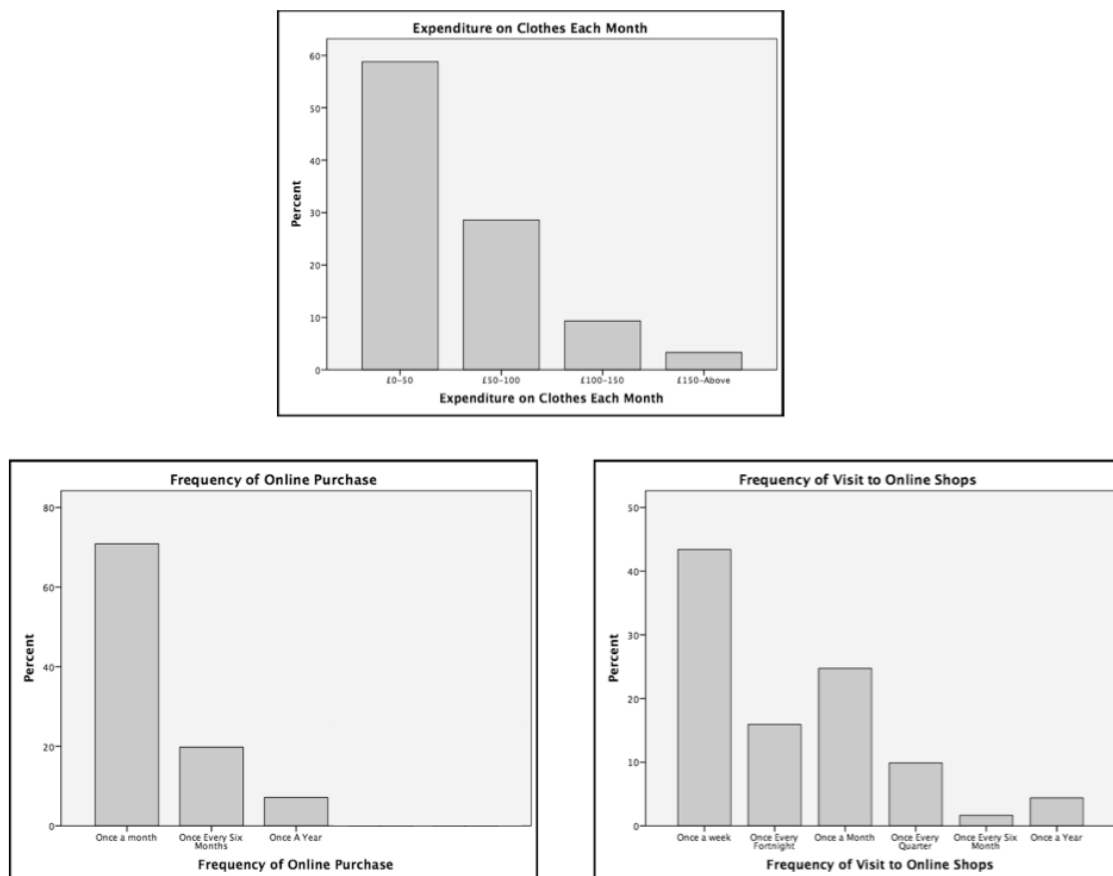 Expenditure on Clothes Each Month
60
50
40
30
20
10
0
Percent
£0-50 £50-100 £100-150 £150-Above
Expenditure on Clothes Each Month
Frequency of Online Purchase
80
60
40
20
0
Percent
Once a month Once Every Six Once A Year
Months
Frequency of Online Purchase
Frequency of Visit to Online Shops
50
40
30
20
10
0
Percent
Once a week Once Every Once a Month Once Every Once Every Six Once a Year
Fortnight Quarter Month
Frequency of Visit to Online Shops